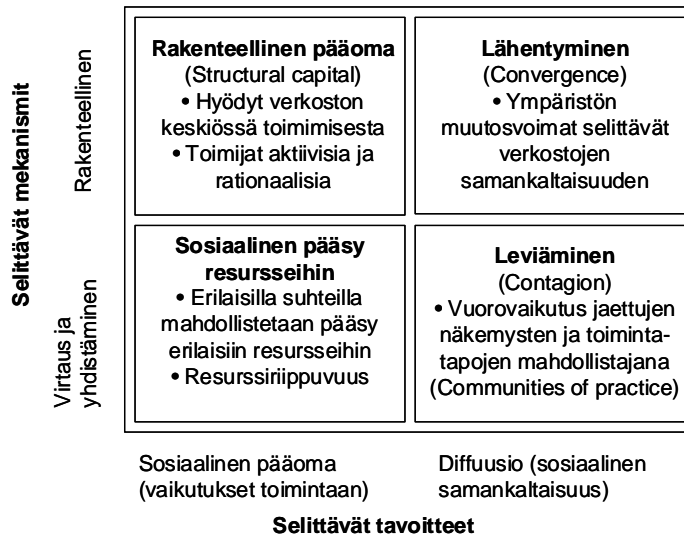 Selittävät mekanismit
Rakenteellinen
Virtaus ja
yhdistäminen
Rakenteellinen pääoma
(Structural capital)
• Hyödyt verkoston
keskiössä toimimisesta
• Toimijat aktiivisia ja
rationaalisia
Lähentyminen
(Convergence)
• Ympäristön
muutosvoimat selittävät
verkostojen
samankaltaisuuden
Sosiaalinen pääsy
resursseihin
• Erilaisilla suhteilla
mahdollistetaan pääsy
erilaisiin resursseihin
• Resurssiriippuvuus
Leviäminen
(Contagion)
• Vuorovaikutus jaettujen
näkemysten ja toiminta-
tapojen mahdollistajana
(Communities of practice)
Sosiaalinen pääoma
(vaikutukset toimintaan)
Diffuusio (sosiaalinen
samankaltaisuus)
Selittävät tavoitteet